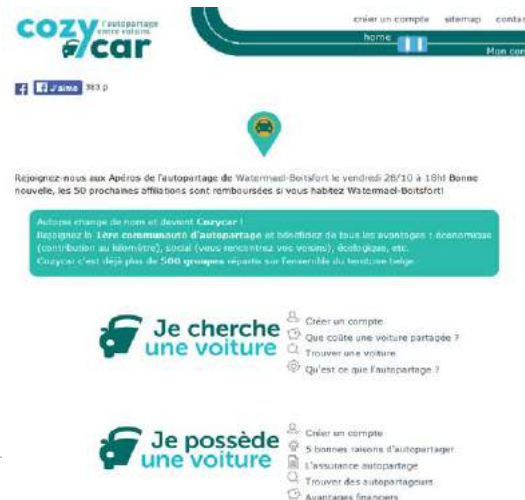 créer un compte sitemap contac
cozycar l'autopartage entre voisins
home
Mon com
J'aime 383 p
Rejoignez-nous aux Apéros de l'autopartage de Watermael-Boitsfort le vendredi 28/10 à 18h! Bonne
nouvelle, les 50 prochaines affiliations sont remboursées si vous habitez Watermael-Boitsfort!
Autopia change de nom et devient Cozycar !
Rejoignez la 1ère communauté d'autopartage et bénéficiez de tous les avantages : économique
(contribution au kilomètre), social (vous rencontrez vos voisins), écologique, etc.
Cozycar c'est déjà plus de 500 groupes répartis sur l'ensemble du territoire belge.
Je cherche
une voiture
Créer un compte
Que coûte une voiture partagée ?
Trouver une voiture
Qu'est ce que l'autopartage ?
Je possède
une voiture
Créer un compte
5 bonnes raisons d'autopartager
L'assurance autopartage
Trouver des autopartageurs
Avantages financiers